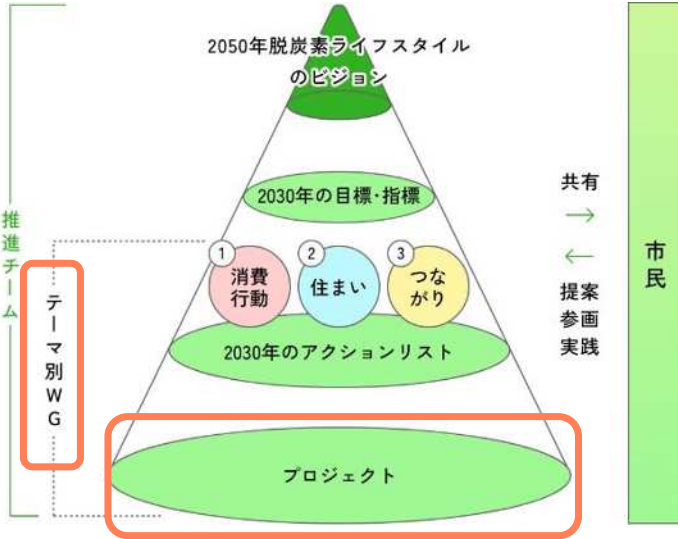 2050年脱炭素ライフスタイル
のビジョン
2030年の目標・指標
共有
→
←
提案
参画
実践
市民
推進チーム
テーマ別WG
1
消費
行動
2
住まい
3
つな
がり
2030年のアクションリスト
プロジェクト